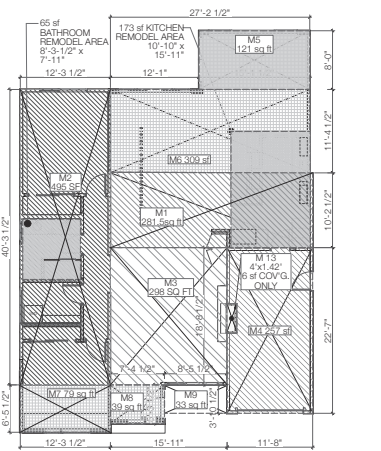 27'-2 1/2"
65 sf
BATHROOM
REMODEL AREA
8'-3-1/2" x
7'-11"
173 sf KITCHEN
REMODEL AREA
10'-10" x
15'-11"
M5
121 sq ft
8'-0"
12'-3 1/2"
12'-1"
11'-4 1/2"
M6 309 sf
M2
495 SF
M1
281.5sq ft
10'-2 1/2"
40'-3 1/2"
M 13
4'x1.42'
6 sf COV'G.
ONLY
M3
298 SQ FT
18'-8 1/2"
M4 257 sf
22'-7"
7'-4 1/2"
8'-5 1/2"
M7 79 sq ft
M8
39 sq ft
M9
33 sq ft
3'-10 1/2"
6'-5 1/2"
12'-3 1/2"
15'-11"
11'-8"